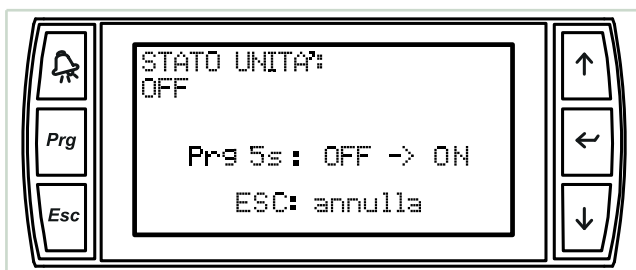 STATO UNITA':
OFF
Prg 5s: OFF -> ON
ESC: annulla
Prg
Esc